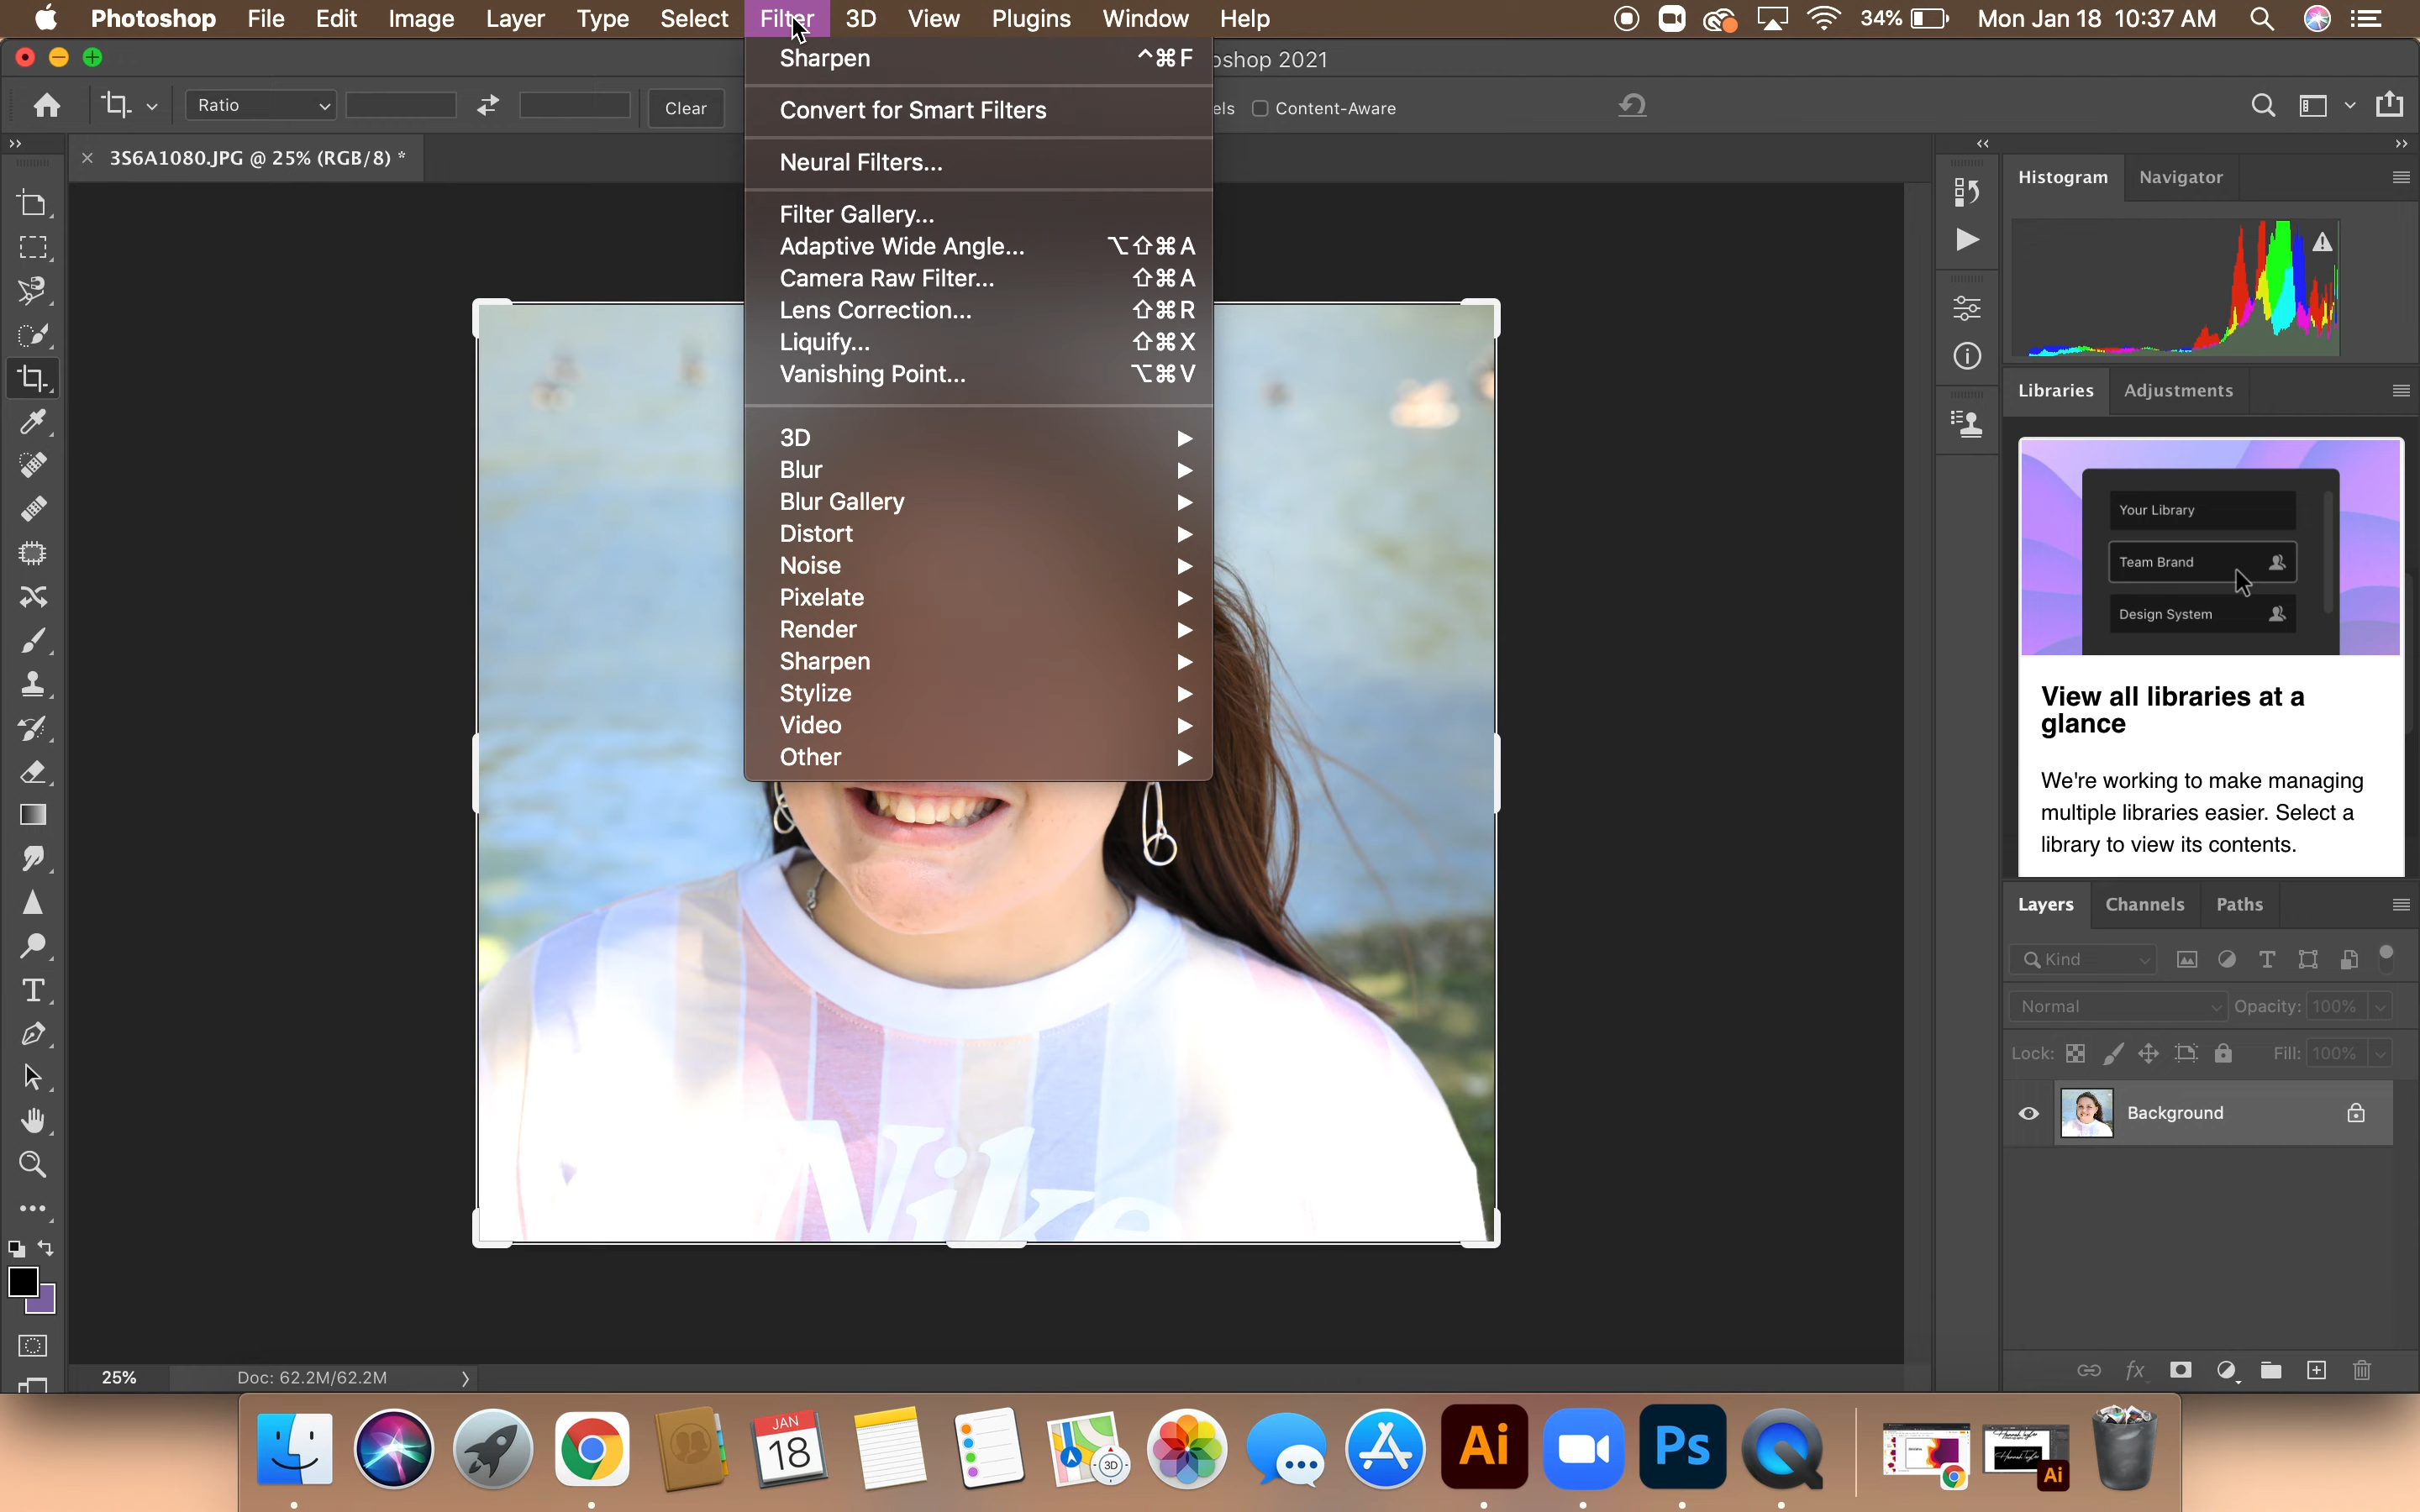 Photoshop File Edit Image Layer Type Select Filter 3D View Plugins Window Help 34% Mon Jan 18 10:37 AM
oshop 2021
Ratio Clear els Content-Aware
3S6A1080.JPG @ 25% (RGB/8) *
Sharpen ^⌘F
Convert for Smart Filters
Neural Filters...
Filter Gallery...
Adaptive Wide Angle... ⌥⇧⌘A
Camera Raw Filter... ⇧⌘A
Lens Correction... ⇧⌘R
Liquify... ⇧⌘X
Vanishing Point... ⌥⌘V
3D
Blur
Blur Gallery
Distort
Noise
Pixelate
Render
Sharpen
Stylize
Video
Other
Nike
25% Doc: 62.2M/62.2M
Histogram Navigator
Libraries Adjustments
Your Library
Team Brand
Design System
View all libraries at a
glance
We're working to make managing
multiple libraries easier. Select a
library to view its contents.
Layers Channels Paths
Kind
Normal Opacity: 100%
Lock: Fill: 100%
Background
fx
JAN
18
3D
Ai
Ps
Ai